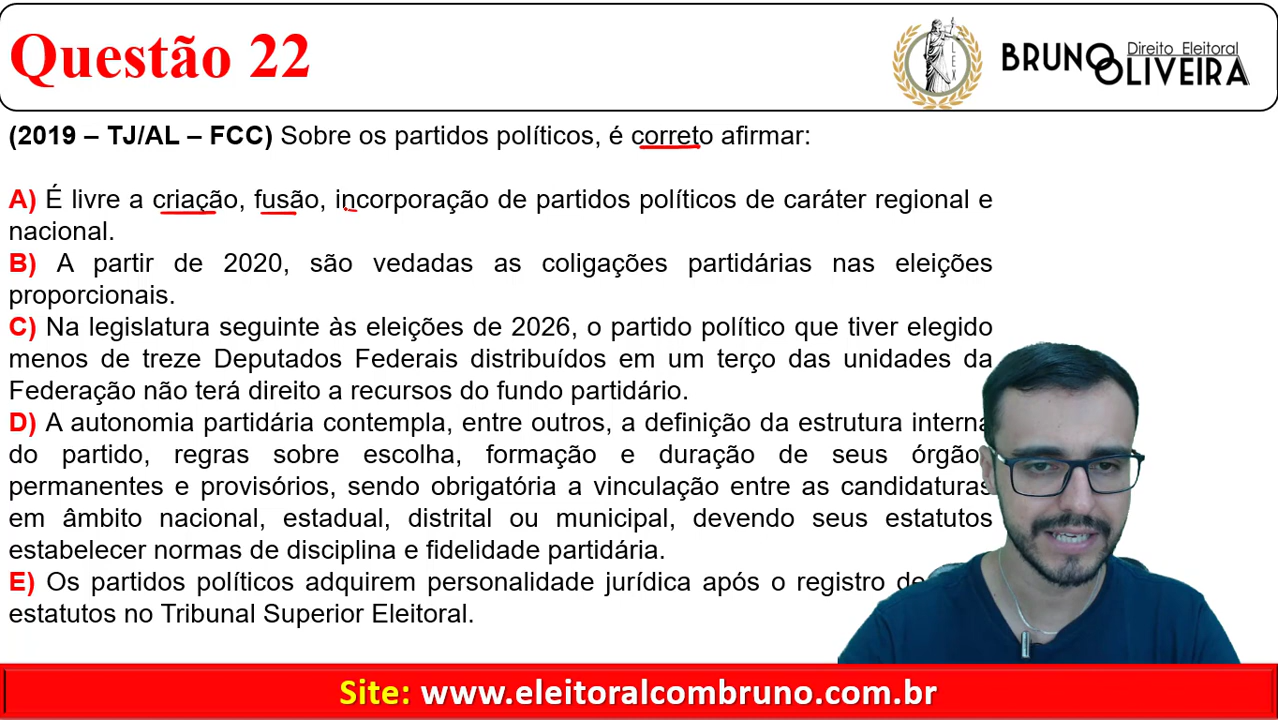 Questão 22
LEX
BRUNO OLIVEIRA
Direito Eleitoral
(2019 – TJ/AL – FCC) Sobre os partidos políticos, é correto afirmar:
A) É livre a criação, fusão, incorporação de partidos políticos de caráter regional e
nacional.
B) A partir de 2020, são vedadas as coligações partidárias nas eleições
proporcionais.
C) Na legislatura seguinte às eleições de 2026, o partido político que tiver elegido
menos de treze Deputados Federais distribuídos em um terço das unidades da
Federação não terá direito a recursos do fundo partidário.
D) A autonomia partidária contempla, entre outros, a definição da estrutura interna
do partido, regras sobre escolha, formação e duração de seus órgão
permanentes e provisórios, sendo obrigatória a vinculação entre as candidaturas
em âmbito nacional, estadual, distrital ou municipal, devendo seus estatutos
estabelecer normas de disciplina e fidelidade partidária.
E) Os partidos políticos adquirem personalidade jurídica após o registro de
estatutos no Tribunal Superior Eleitoral.
Site: www.eleitoralcombruno.com.br